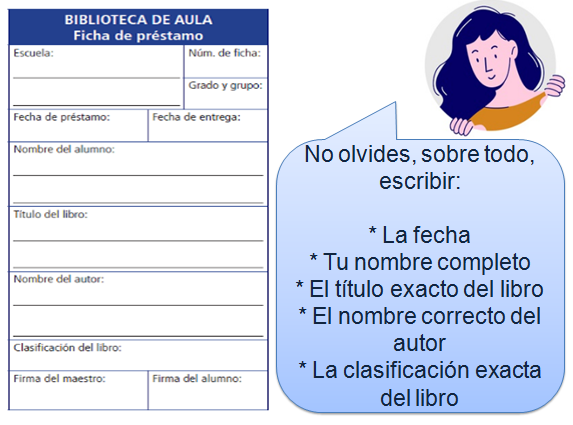 BIBLIOTECA DE AULA
Ficha de préstamo
Escuela:
Núm. de ficha:
Grado y grupo:
Fecha de préstamo:
Fecha de entrega:
Nombre del alumno:
Título del libro:
Nombre del autor:
Clasificación del libro:
Firma del maestro:
Firma del alumno:
No olvides, sobre todo,
escribir:
* La fecha
* Tu nombre completo
* El título exacto del libro
* El nombre correcto del
autor
* La clasificación exacta
del libro